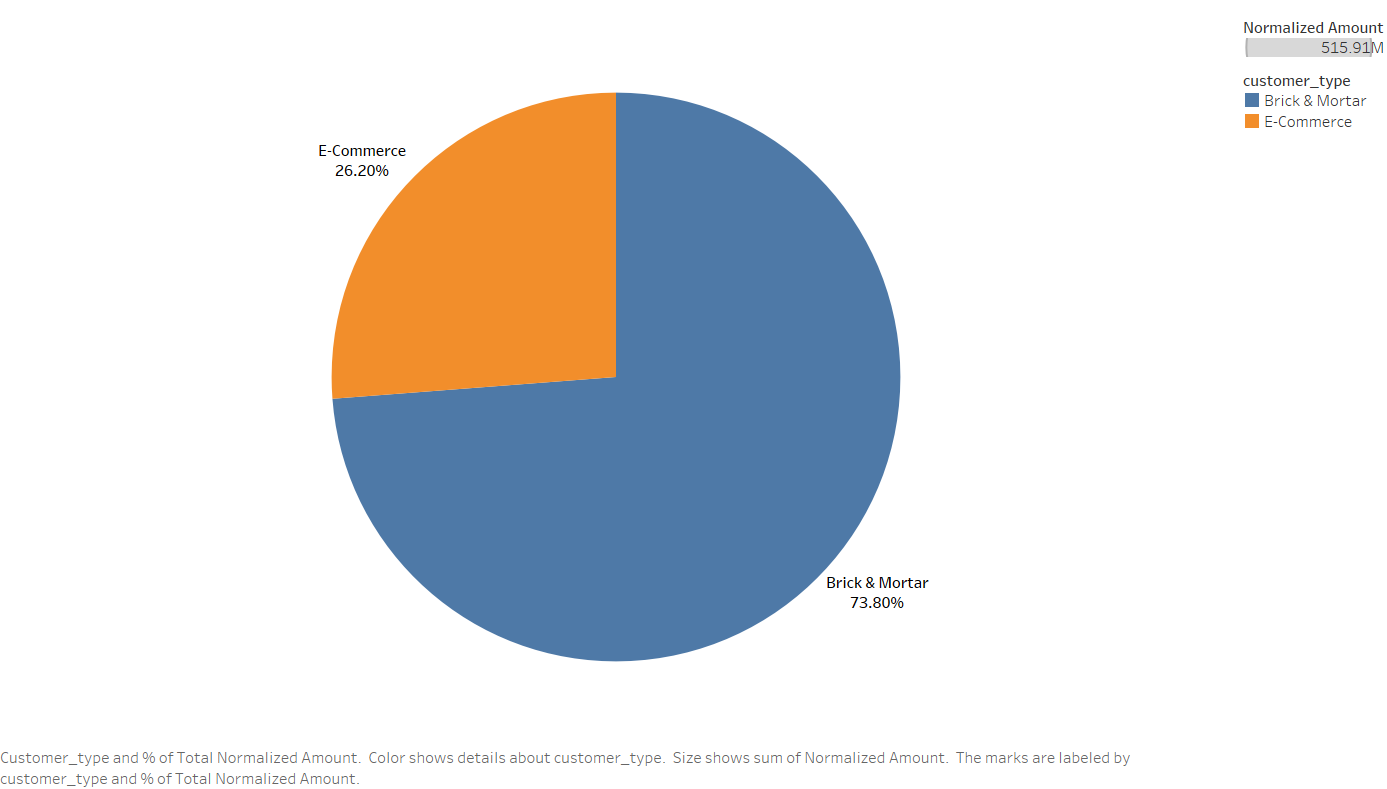 Normalized Amount
515.91M
customer_type
Brick & Mortar
E-Commerce
E-Commerce
26.20%
Brick & Mortar
73.80%
Customer_type and % of Total Normalized Amount.  Color shows details about customer_type.  Size shows sum of Normalized Amount.  The marks are labeled by
customer_type and % of Total Normalized Amount.